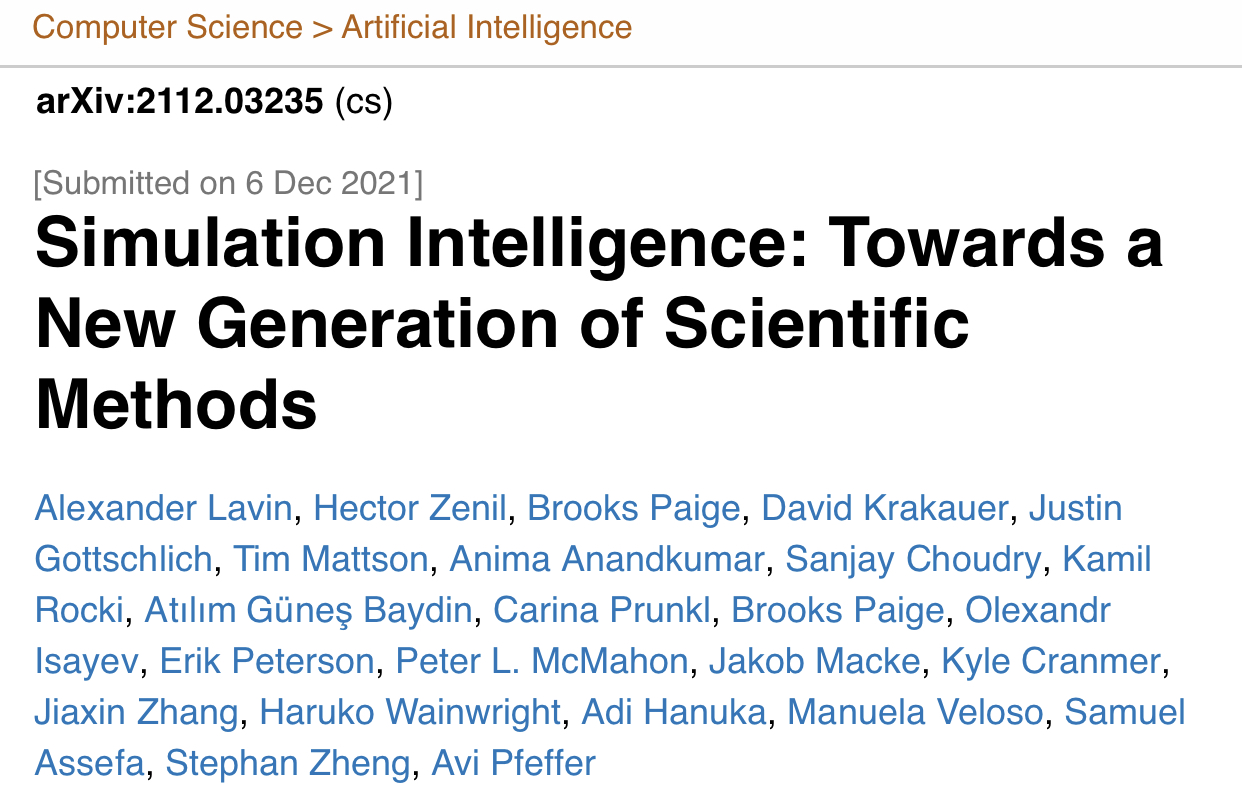 Computer Science > Artificial Intelligence
arXiv:2112.03235 (cs)
[Submitted on 6 Dec 2021]
Simulation Intelligence: Towards a
New Generation of Scientific
Methods
Alexander Lavin, Hector Zenil, Brooks Paige, David Krakauer, Justin
Gottschlich, Tim Mattson, Anima Anandkumar, Sanjay Choudry, Kamil
Rocki, Atılım Güneş Baydin, Carina Prunkl, Brooks Paige, Olexandr
Isayev, Erik Peterson, Peter L. McMahon, Jakob Macke, Kyle Cranmer,
Jiaxin Zhang, Haruko Wainwright, Adi Hanuka, Manuela Veloso, Samuel
Assefa, Stephan Zheng, Avi Pfeffer